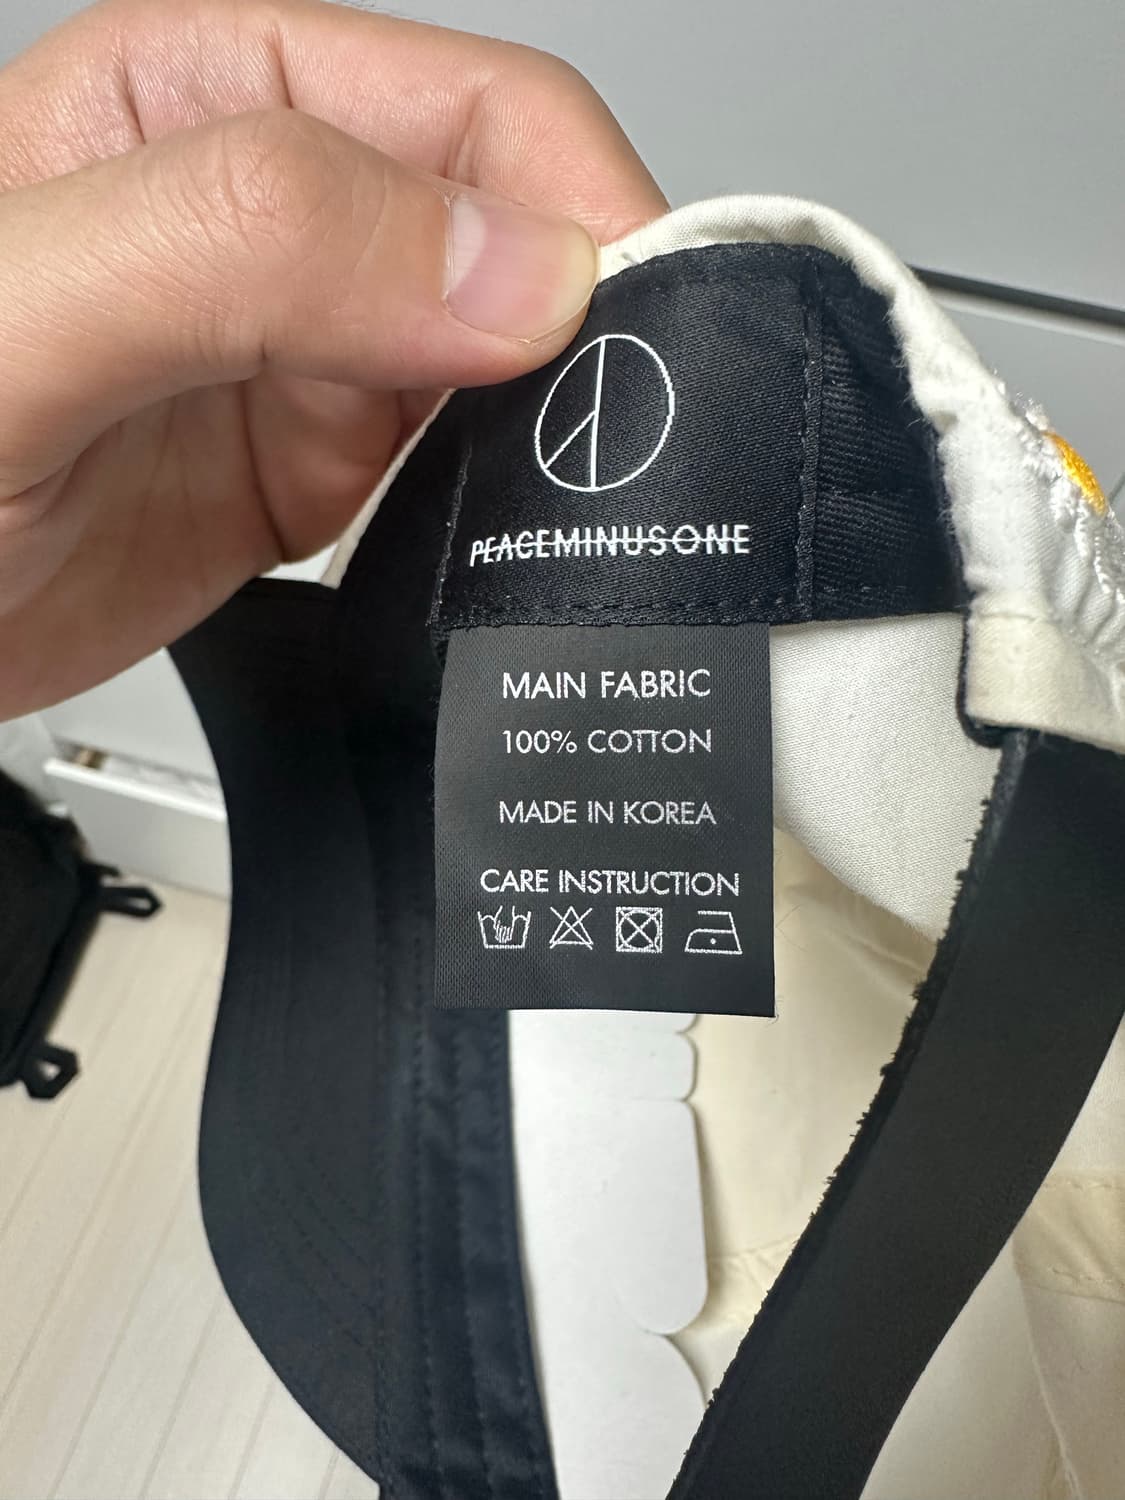 PEACEMINUSONE
MAIN FABRIC
100% COTTON
MADE IN KOREA
CARE INSTRUCTION